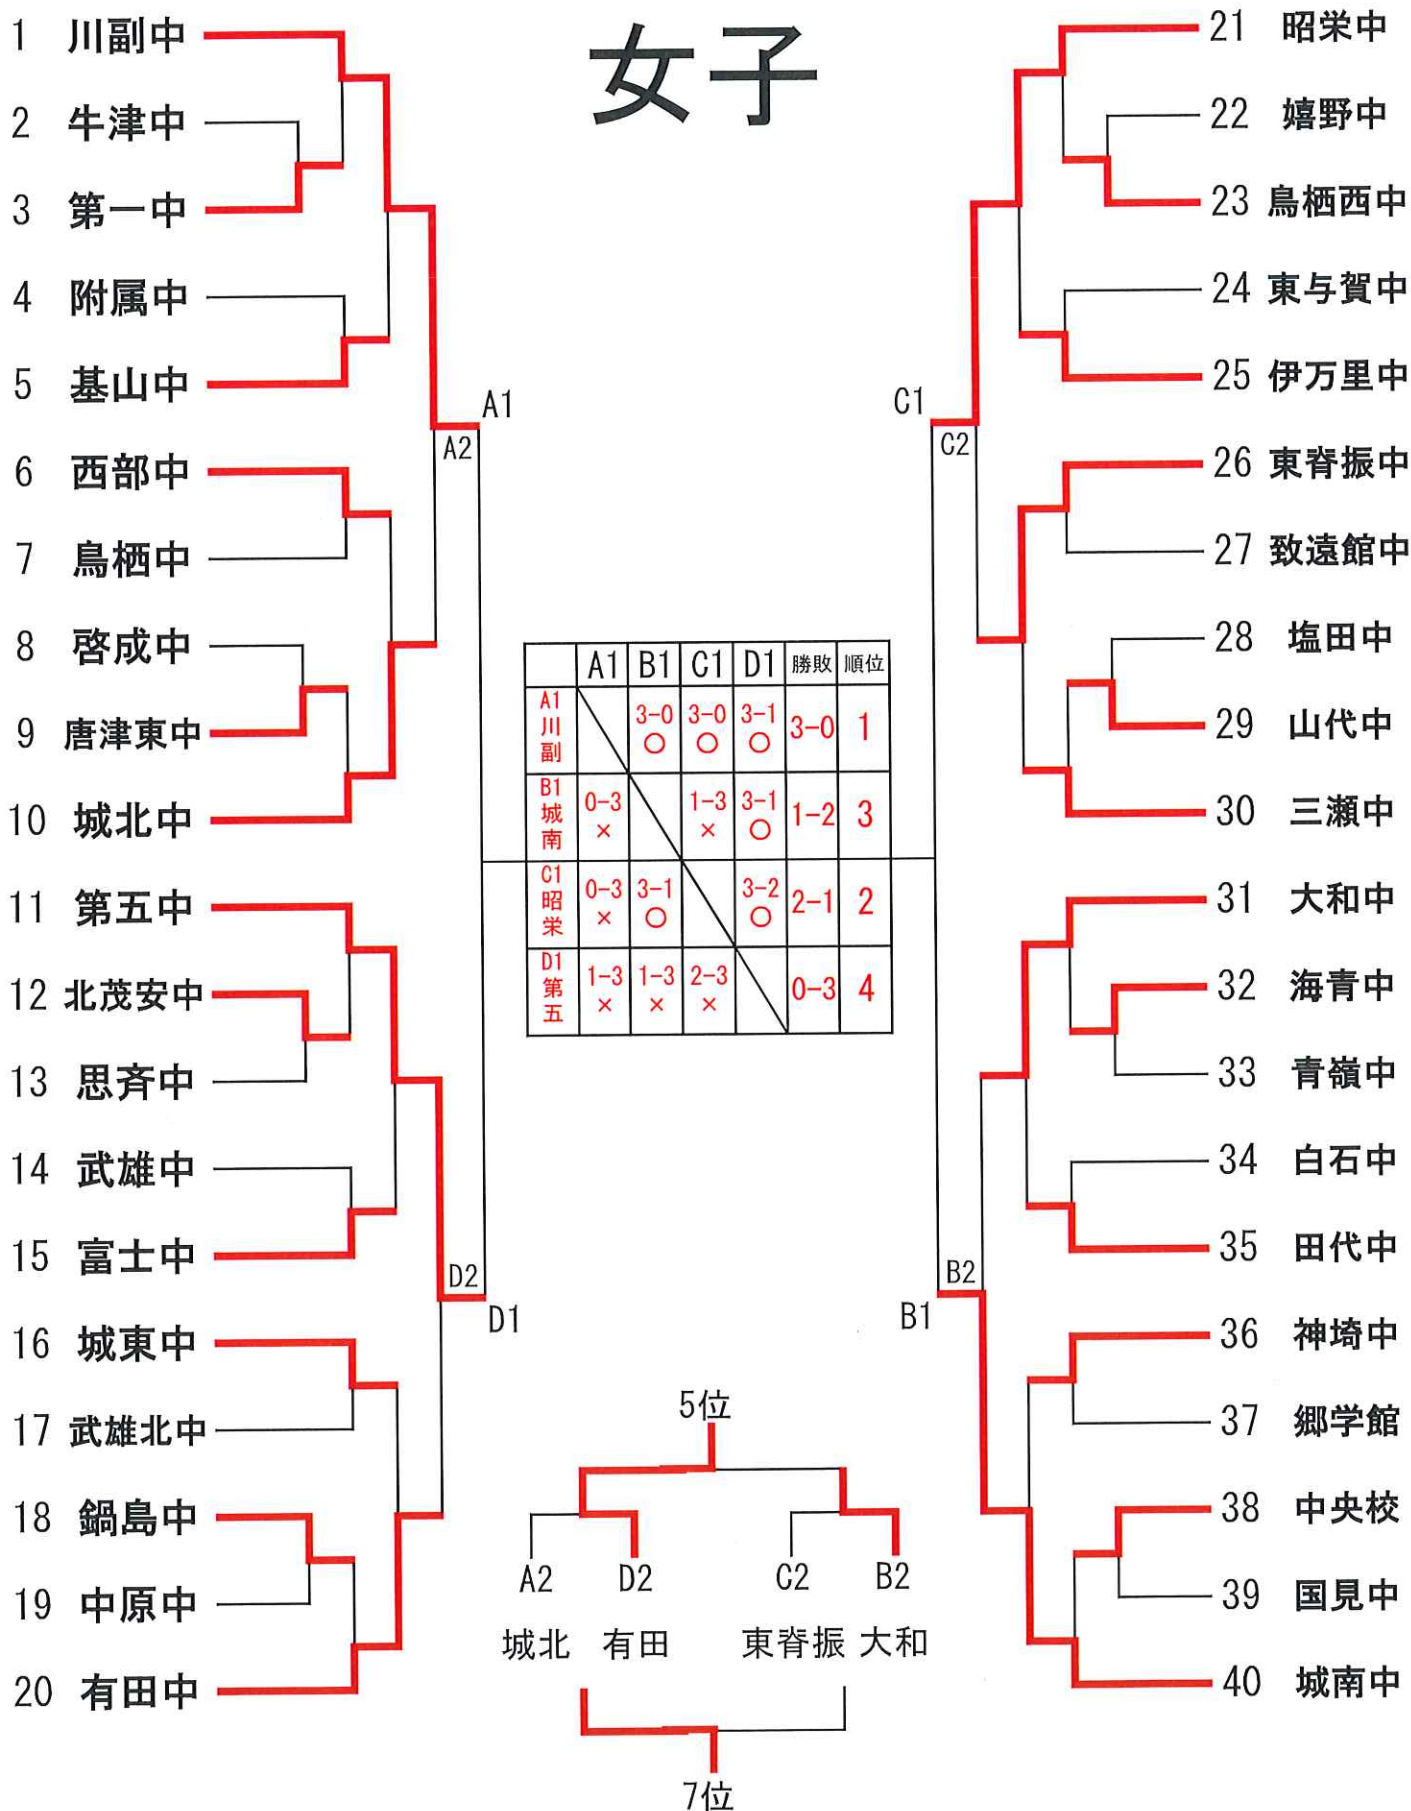 女子
1 川副中
2 牛津中
3 第一中
4 附属中
5 基山中
6 西部中
7 鳥栖中
8 啓成中
9 唐津東中
10 城北中
11 第五中
12 北茂安中
13 思斉中
14 武雄中
15 富士中
16 城東中
17 武雄北中
18 鍋島中
19 中原中
20 有田中
A1
A2
D2
D1
A1 B1 C1 D1 勝敗 順位
A1 川副 3-0 ○ 3-0 ○ 3-1 ○ 3-0 1
B1 城南 0-3 × 1-3 × 3-1 ○ 1-2 3
C1 昭栄 0-3 × 3-1 ○ 3-2 ○ 2-1 2
D1 第五 1-3 × 1-3 × 2-3 × 0-3 4
5位
A2 D2 C2 B2
城北 有田 東脊振 大和
7位
C1
C2
B2
B1
21 昭栄中
22 嬉野中
23 鳥栖西中
24 東与賀中
25 伊万里中
26 東脊振中
27 致遠館中
28 塩田中
29 山代中
30 三瀬中
31 大和中
32 海青中
33 青嶺中
34 白石中
35 田代中
36 神埼中
37 郷学館
38 中央校
39 国見中
40 城南中